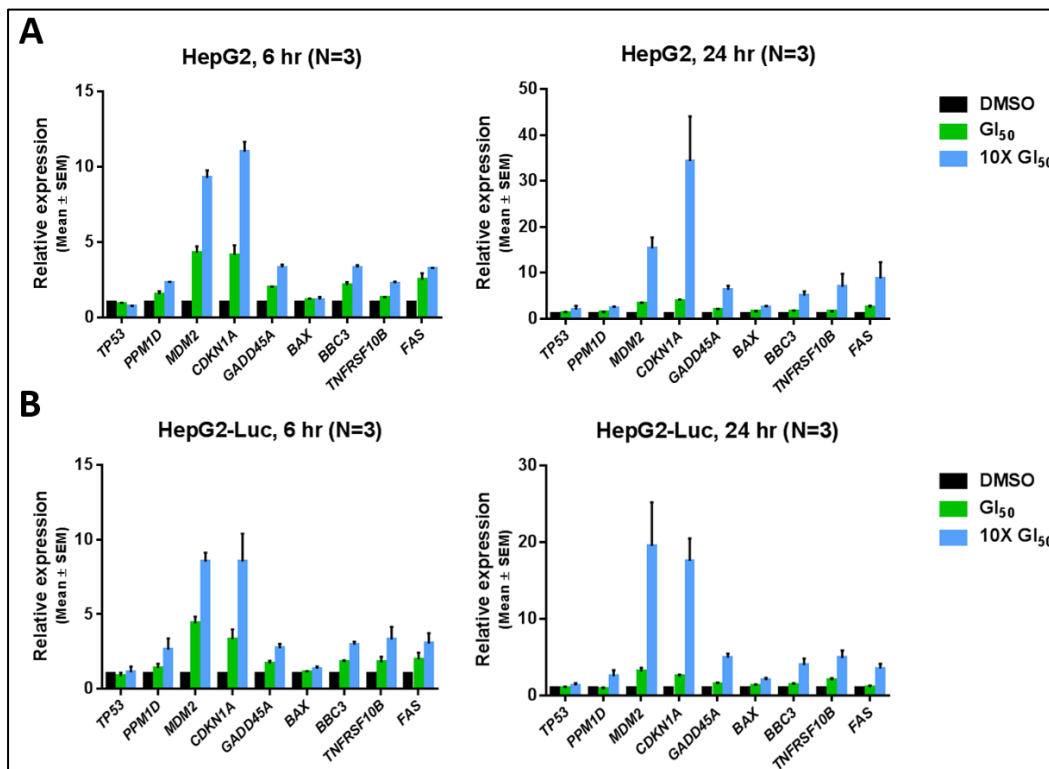 A
HepG2, 6 hr (N=3)
HepG2, 24 hr (N=3)
Relative expression
(Mean ± SEM)
15
10
5
0
TP53
PPM1D
MDM2
CDKN1A
GADD45A
BAX
BBC3
TNFRSF10B
FAS
Relative expression
(Mean ± SEM)
50
40
30
20
10
0
TP53
PPM1D
MDM2
CDKN1A
GADD45A
BAX
BBC3
TNFRSF10B
FAS
DMSO
GI50
10X GI50
B
HepG2-Luc, 6 hr (N=3)
HepG2-Luc, 24 hr (N=3)
Relative expression
(Mean ± SEM)
15
10
5
0
TP53
PPM1D
MDM2
CDKN1A
GADD45A
BAX
BBC3
TNFRSF10B
FAS
Relative expression
(Mean ± SEM)
30
20
10
0
TP53
PPM1D
MDM2
CDKN1A
GADD45A
BAX
BBC3
TNFRSF10B
FAS
DMSO
GI50
10X GI50